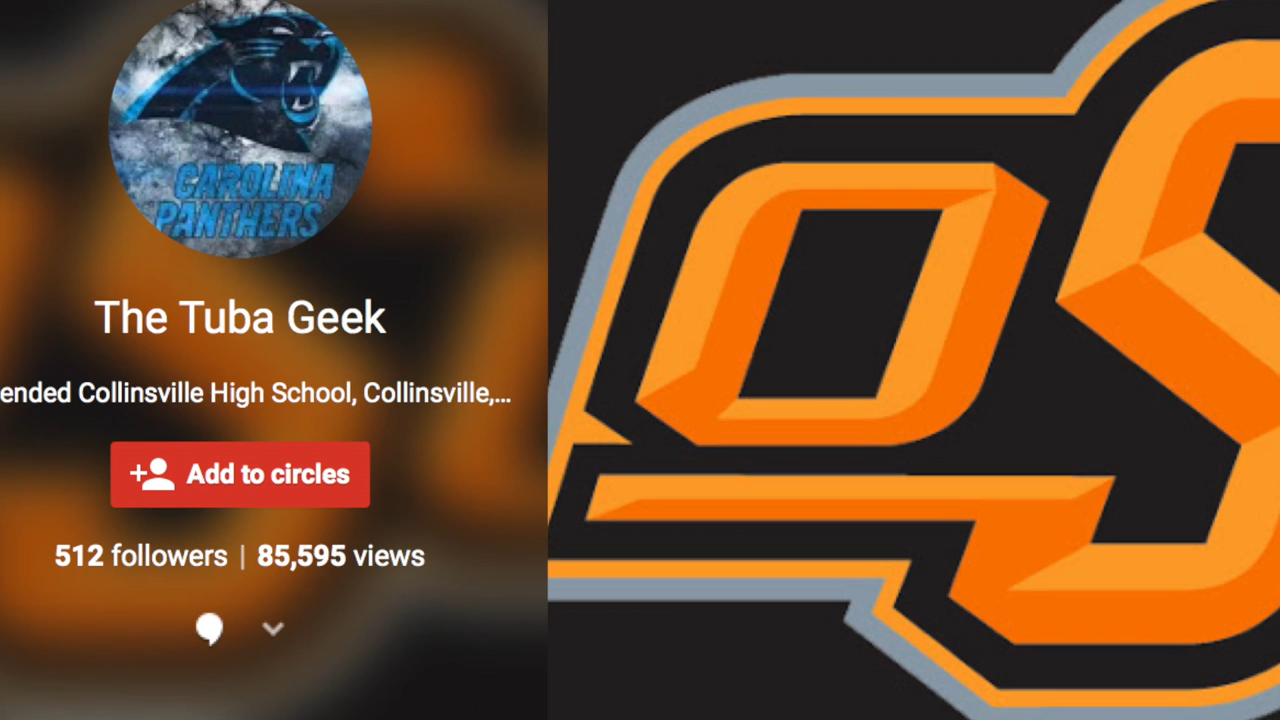 CAROLINA
PANTHERS
The Tuba Geek
ended Collinsville High School, Collinsville,...
Add to circles
512 followers | 85,595 views
OS